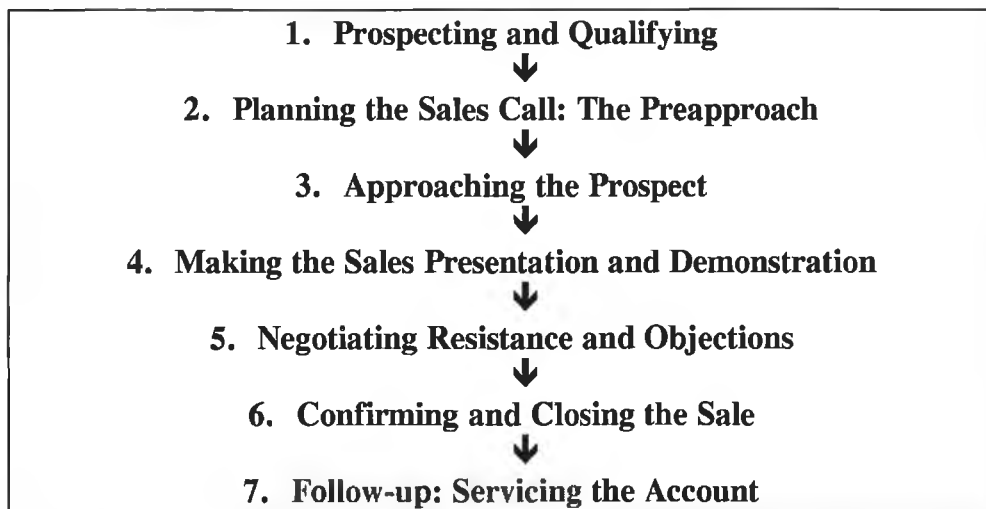 1. Prospecting and Qualifying
2. Planning the Sales Call: The Preapproach
3. Approaching the Prospect
4. Making the Sales Presentation and Demonstration
5. Negotiating Resistance and Objections
6. Confirming and Closing the Sale
7. Follow-up: Servicing the Account